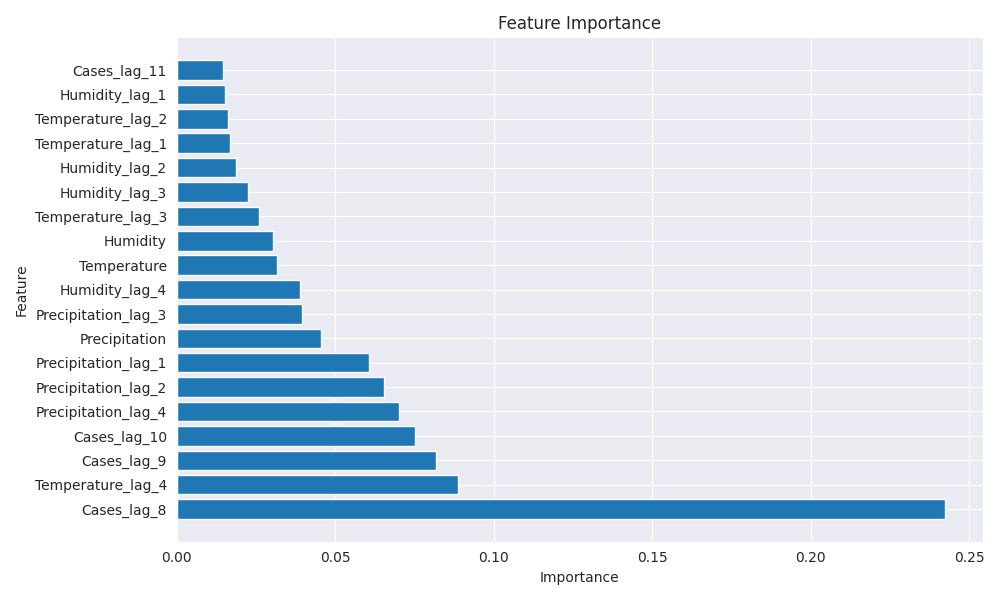 Feature Importance
Feature
Cases_lag_11
Humidity_lag_1
Temperature_lag_2
Temperature_lag_1
Humidity_lag_2
Humidity_lag_3
Temperature_lag_3
Humidity
Temperature
Humidity_lag_4
Precipitation_lag_3
Precipitation
Precipitation_lag_1
Precipitation_lag_2
Precipitation_lag_4
Cases_lag_10
Cases_lag_9
Temperature_lag_4
Cases_lag_8
0.00 0.05 0.10 0.15 0.20 0.25
Importance